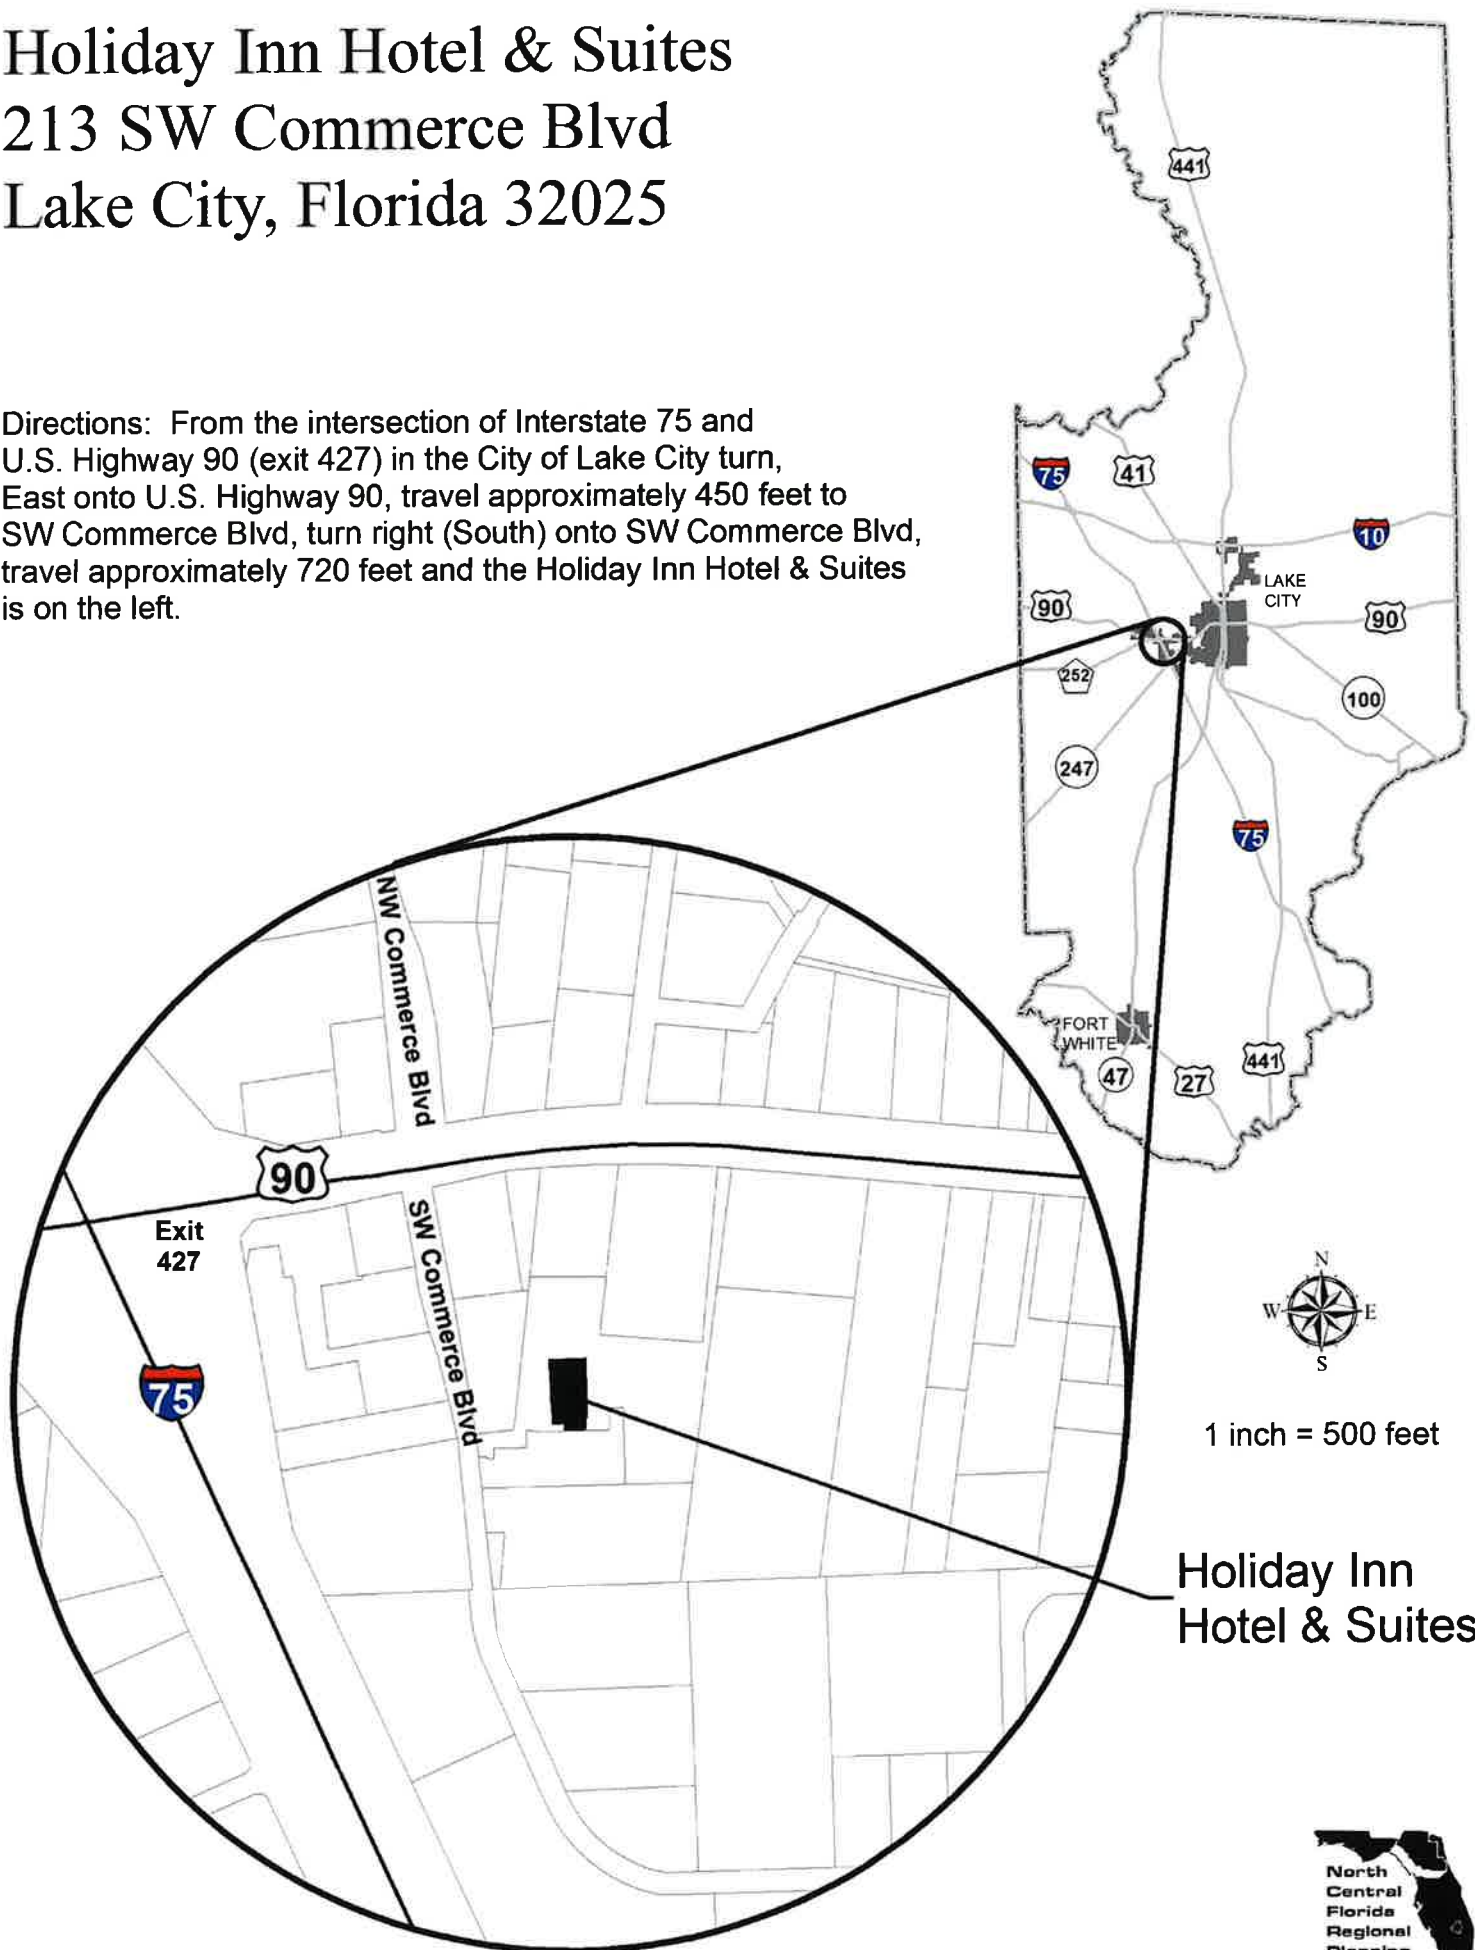 Holiday Inn Hotel & Suites
213 SW Commerce Blvd
Lake City, Florida 32025
Directions: From the intersection of Interstate 75 and
U.S. Highway 90 (exit 427) in the City of Lake City turn,
East onto U.S. Highway 90, travel approximately 450 feet to
SW Commerce Blvd, turn right (South) onto SW Commerce Blvd,
travel approximately 720 feet and the Holiday Inn Hotel & Suites
is on the left.
441
75
41
10
LAKE
CITY
90
90
252
100
247
75
FORT
WHITE
47
27
441
NW Commerce Blvd
90
Exit
427
SW Commerce Blvd
75
N
W
E
S
1 inch = 500 feet
Holiday Inn
Hotel & Suites
North
Central
Florida
Regional
Planning